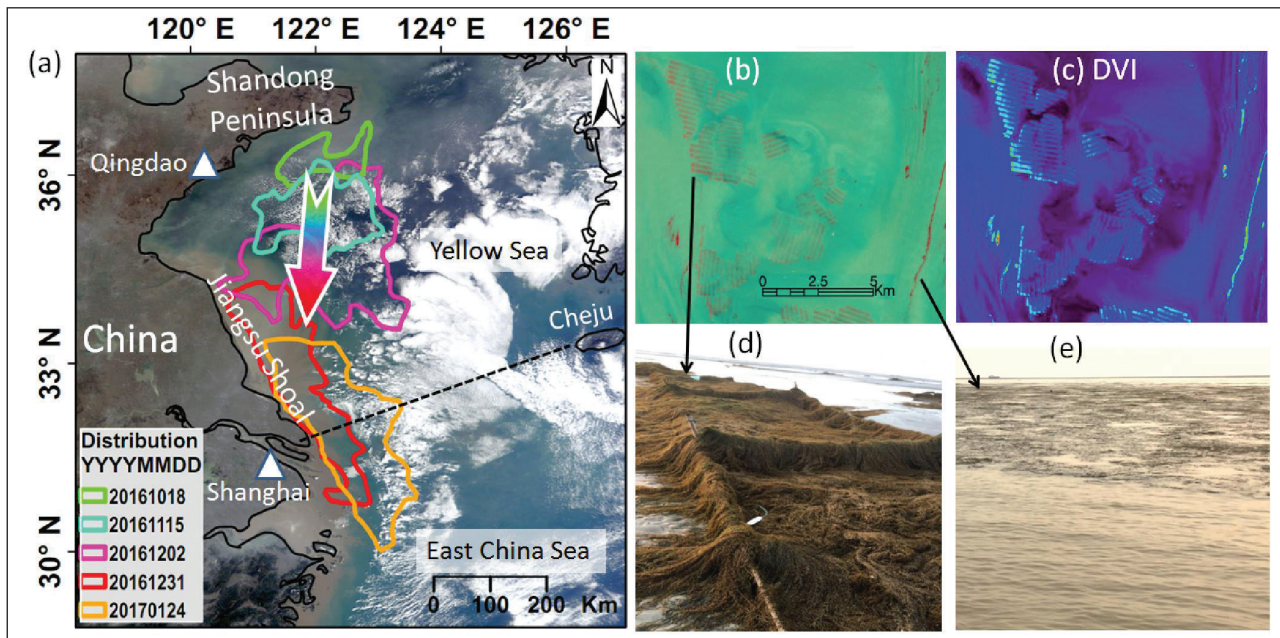 120° E 122° E 124° E 126° E
(a)
N
Shandong
Peninsula
Qingdao
36° N
Yellow Sea
Jiangsu Shoal
China
Cheju
33° N
Distribution
YYYYMMDD
20161018
20161115
20161202
20161231
20170124
Shanghai
30° N
East China Sea
0 100 200 Km
(b)
0 2.5 5
Km
(c) DVI
(d)
(e)